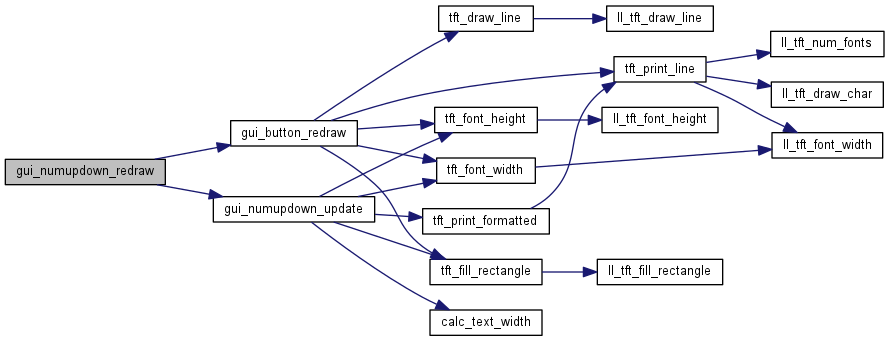 gui_numupdown_redraw
gui_button_redraw
gui_numupdown_update
tft_draw_line
ll_tft_draw_line
tft_print_line
ll_tft_num_fonts
ll_tft_draw_char
tft_font_height
ll_tft_font_height
ll_tft_font_width
tft_font_width
tft_print_formatted
tft_fill_rectangle
ll_tft_fill_rectangle
calc_text_width